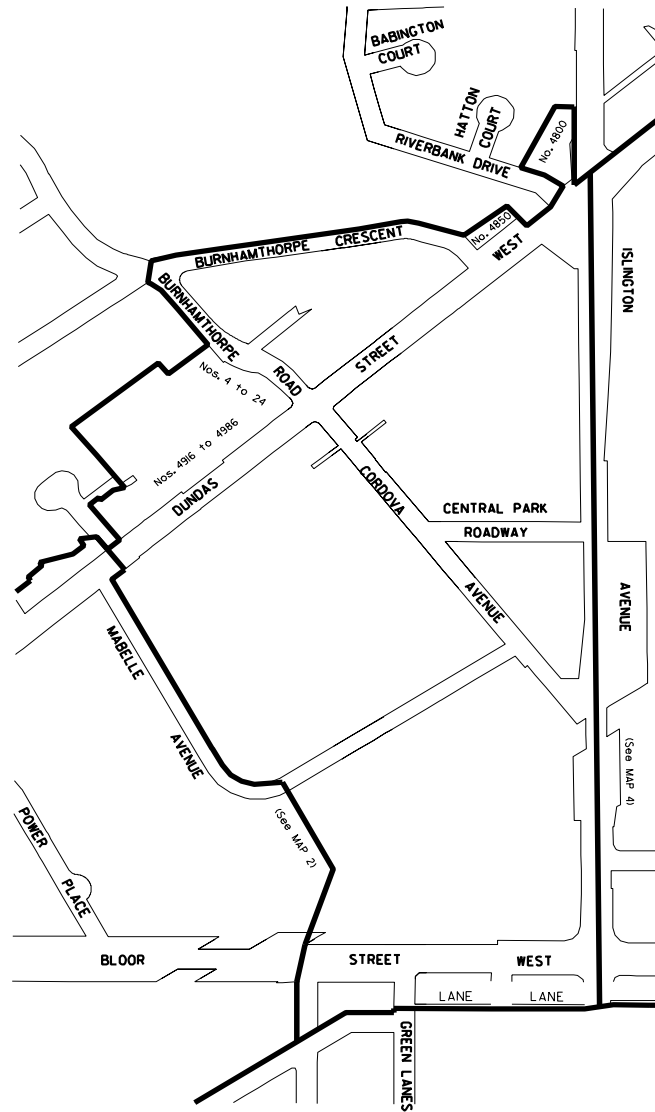 BABINGTON
COURT
HATTON
COURT
No. 4800
RIVERBANK DRIVE
No. 4850
BURNHAMTHORPE CRESCENT
WEST
ISLINGTON
BURNHAMTHORPE
ROAD
STREET
Nos. 4 to 24
Nos. 4916 to 4986
DUNDAS
CORDOVA
CENTRAL PARK
ROADWAY
AVENUE
AVENUE
MABELLE
AVENUE
(See MAP 4)
(See MAP 2)
POWER
PLACE
BLOOR
STREET
WEST
LANE
LANE
GREEN LANES